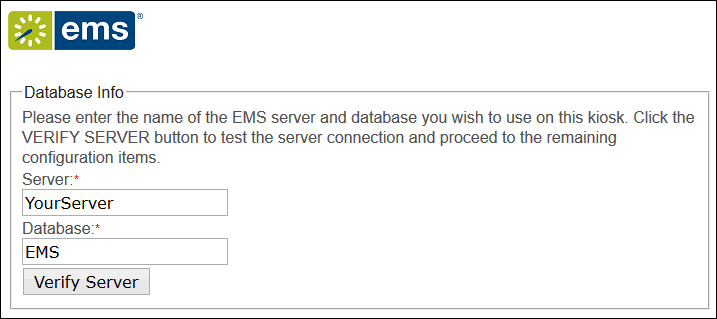 ems®
Database Info
Please enter the name of the EMS server and database you wish to use on this kiosk. Click the
VERIFY SERVER button to test the server connection and proceed to the remaining
configuration items.
Server:*
YourServer
Database:*
EMS
Verify Server